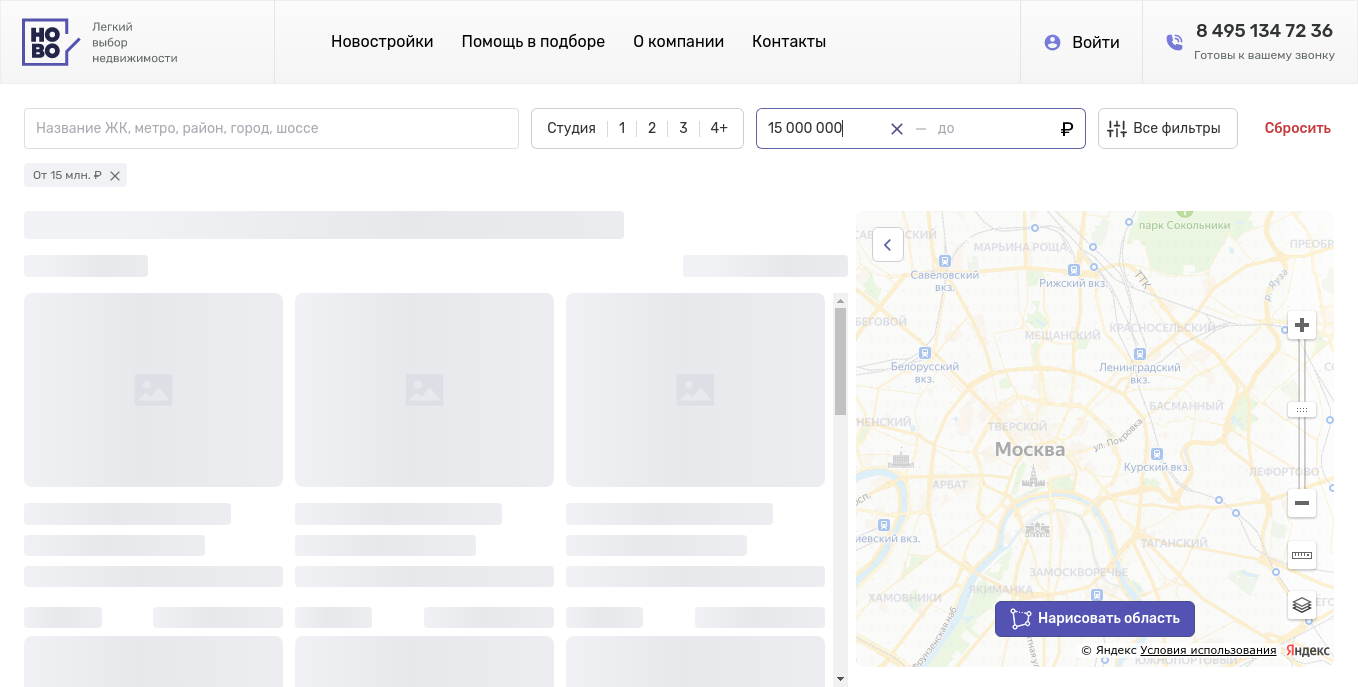 НО
ВО
Легкий
выбор
недвижимости
Новостройки
Помощь в подборе
О компании
Контакты
Войти
8 495 134 72 36
Готовы к вашему звонку
Название ЖК, метро, район, город, шоссе
Студия
1
2
3
4+
15 000 000
—
до
₽
Все фильтры
Сбросить
От 15 млн. ₽
парк Сокольники
МАРЬИНА РОЩА
ПРЕОБР
Савёловский
вкз.
Рижский вкз.
ТТК
р. Яуза
БЕГОВОЙ
МЕЩАНСКИЙ
КРАСНОСЕЛЬСКИЙ
Белорусский
вкз.
Ленинградский
вкз.
БАСМАННЫЙ
НЕНСКИЙ
ТВЕРСКОЙ
Москва
ул. Покровка
Курский вкз.
ЛЕФОРТОВО
АРБАТ
иевский вкз.
ТАГАНСКИЙ
ЗАМОСКВОРЕЧЬЕ
ЯКИМАНКА
ХАМОВНИКИ
Нарисовать область
© Яндекс Условия использования
Яндекс
ЮЖНОПОРТОВЫЙ